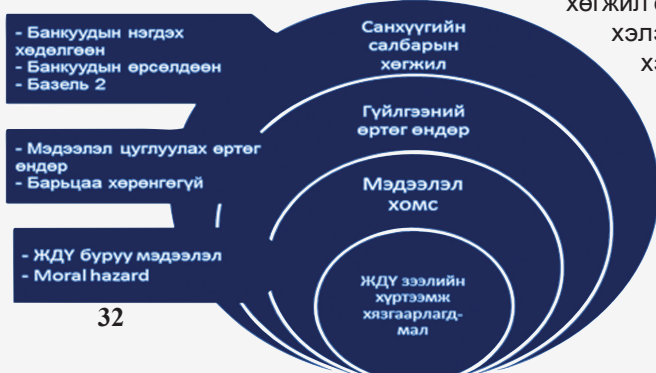 - Банкуудын нэгдэх
хөдөлгөөн
- Банкуудын өрсөлдөөн
- Базель 2
- Мэдээлэл цуглуулах өртөг
өндөр
- Барьцаа хөрөнгөгүй
- ЖДҮ буруу мэдээлэл
- Moral hazard
32
Санхүүгийн
салбарын
хөгжил
Гүйлгээний
өртөг өндөр
Мэдээлэл
хомс
ЖДҮ зээлийн
хүртээмж
хязгаарлагд-
мал